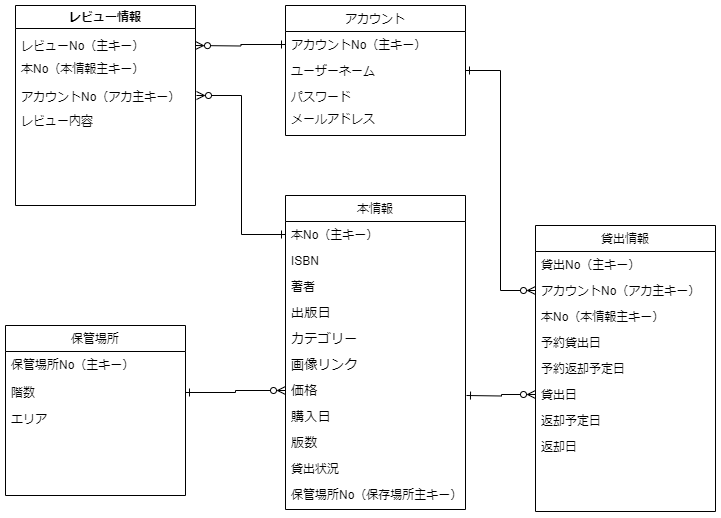 レビュー情報
レビューNo（主キー）
本No（本情報主キー）
アカウントNo（アカ主キー）
レビュー内容
アカウント
アカウントNo（主キー）
ユーザーネーム
パスワード
メールアドレス
本情報
本No（主キー）
ISBN
著者
出版日
カテゴリー
画像リンク
価格
購入日
版数
貸出状況
保管場所No（保存場所主キー）
貸出情報
貸出No（主キー）
アカウントNo（アカ主キー）
本No（本情報主キー）
予約貸出日
予約返却予定日
貸出日
返却予定日
返却日
保管場所
保管場所No（主キー）
階数
エリア